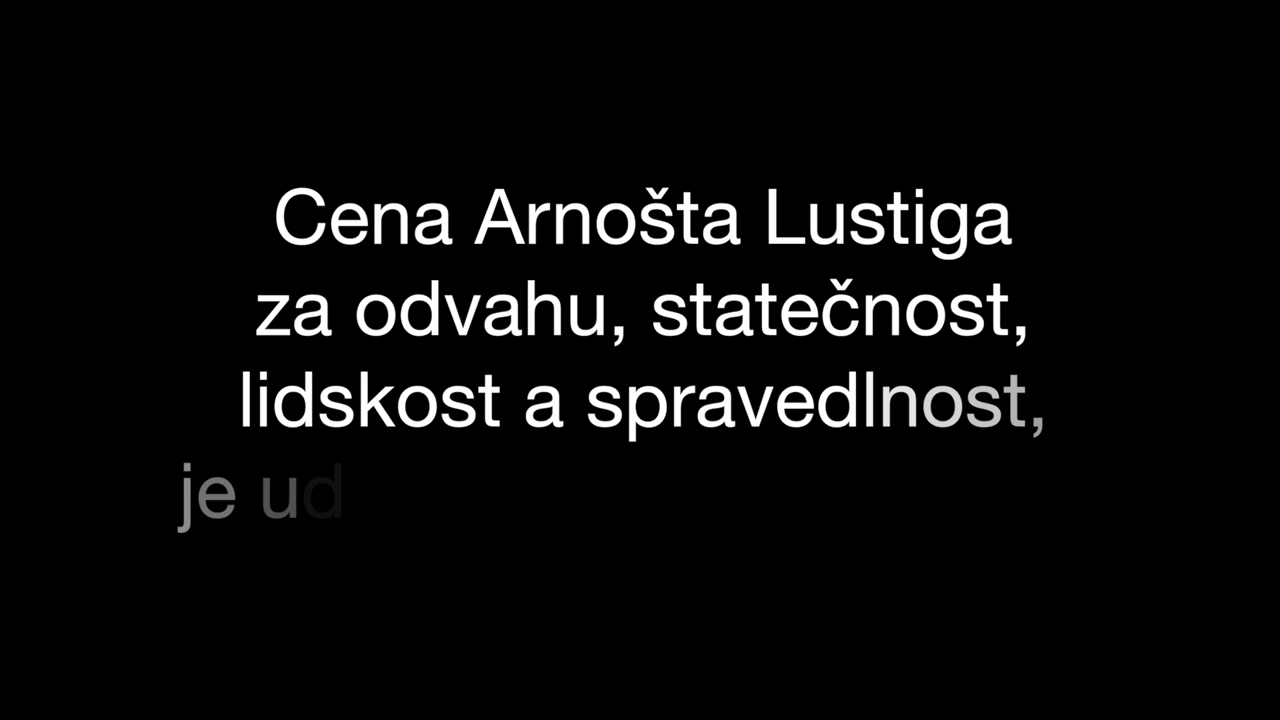 Cena Arnošta Lustiga
za odvahu, statečnost,
lidskost a spravedlnost,
je ud